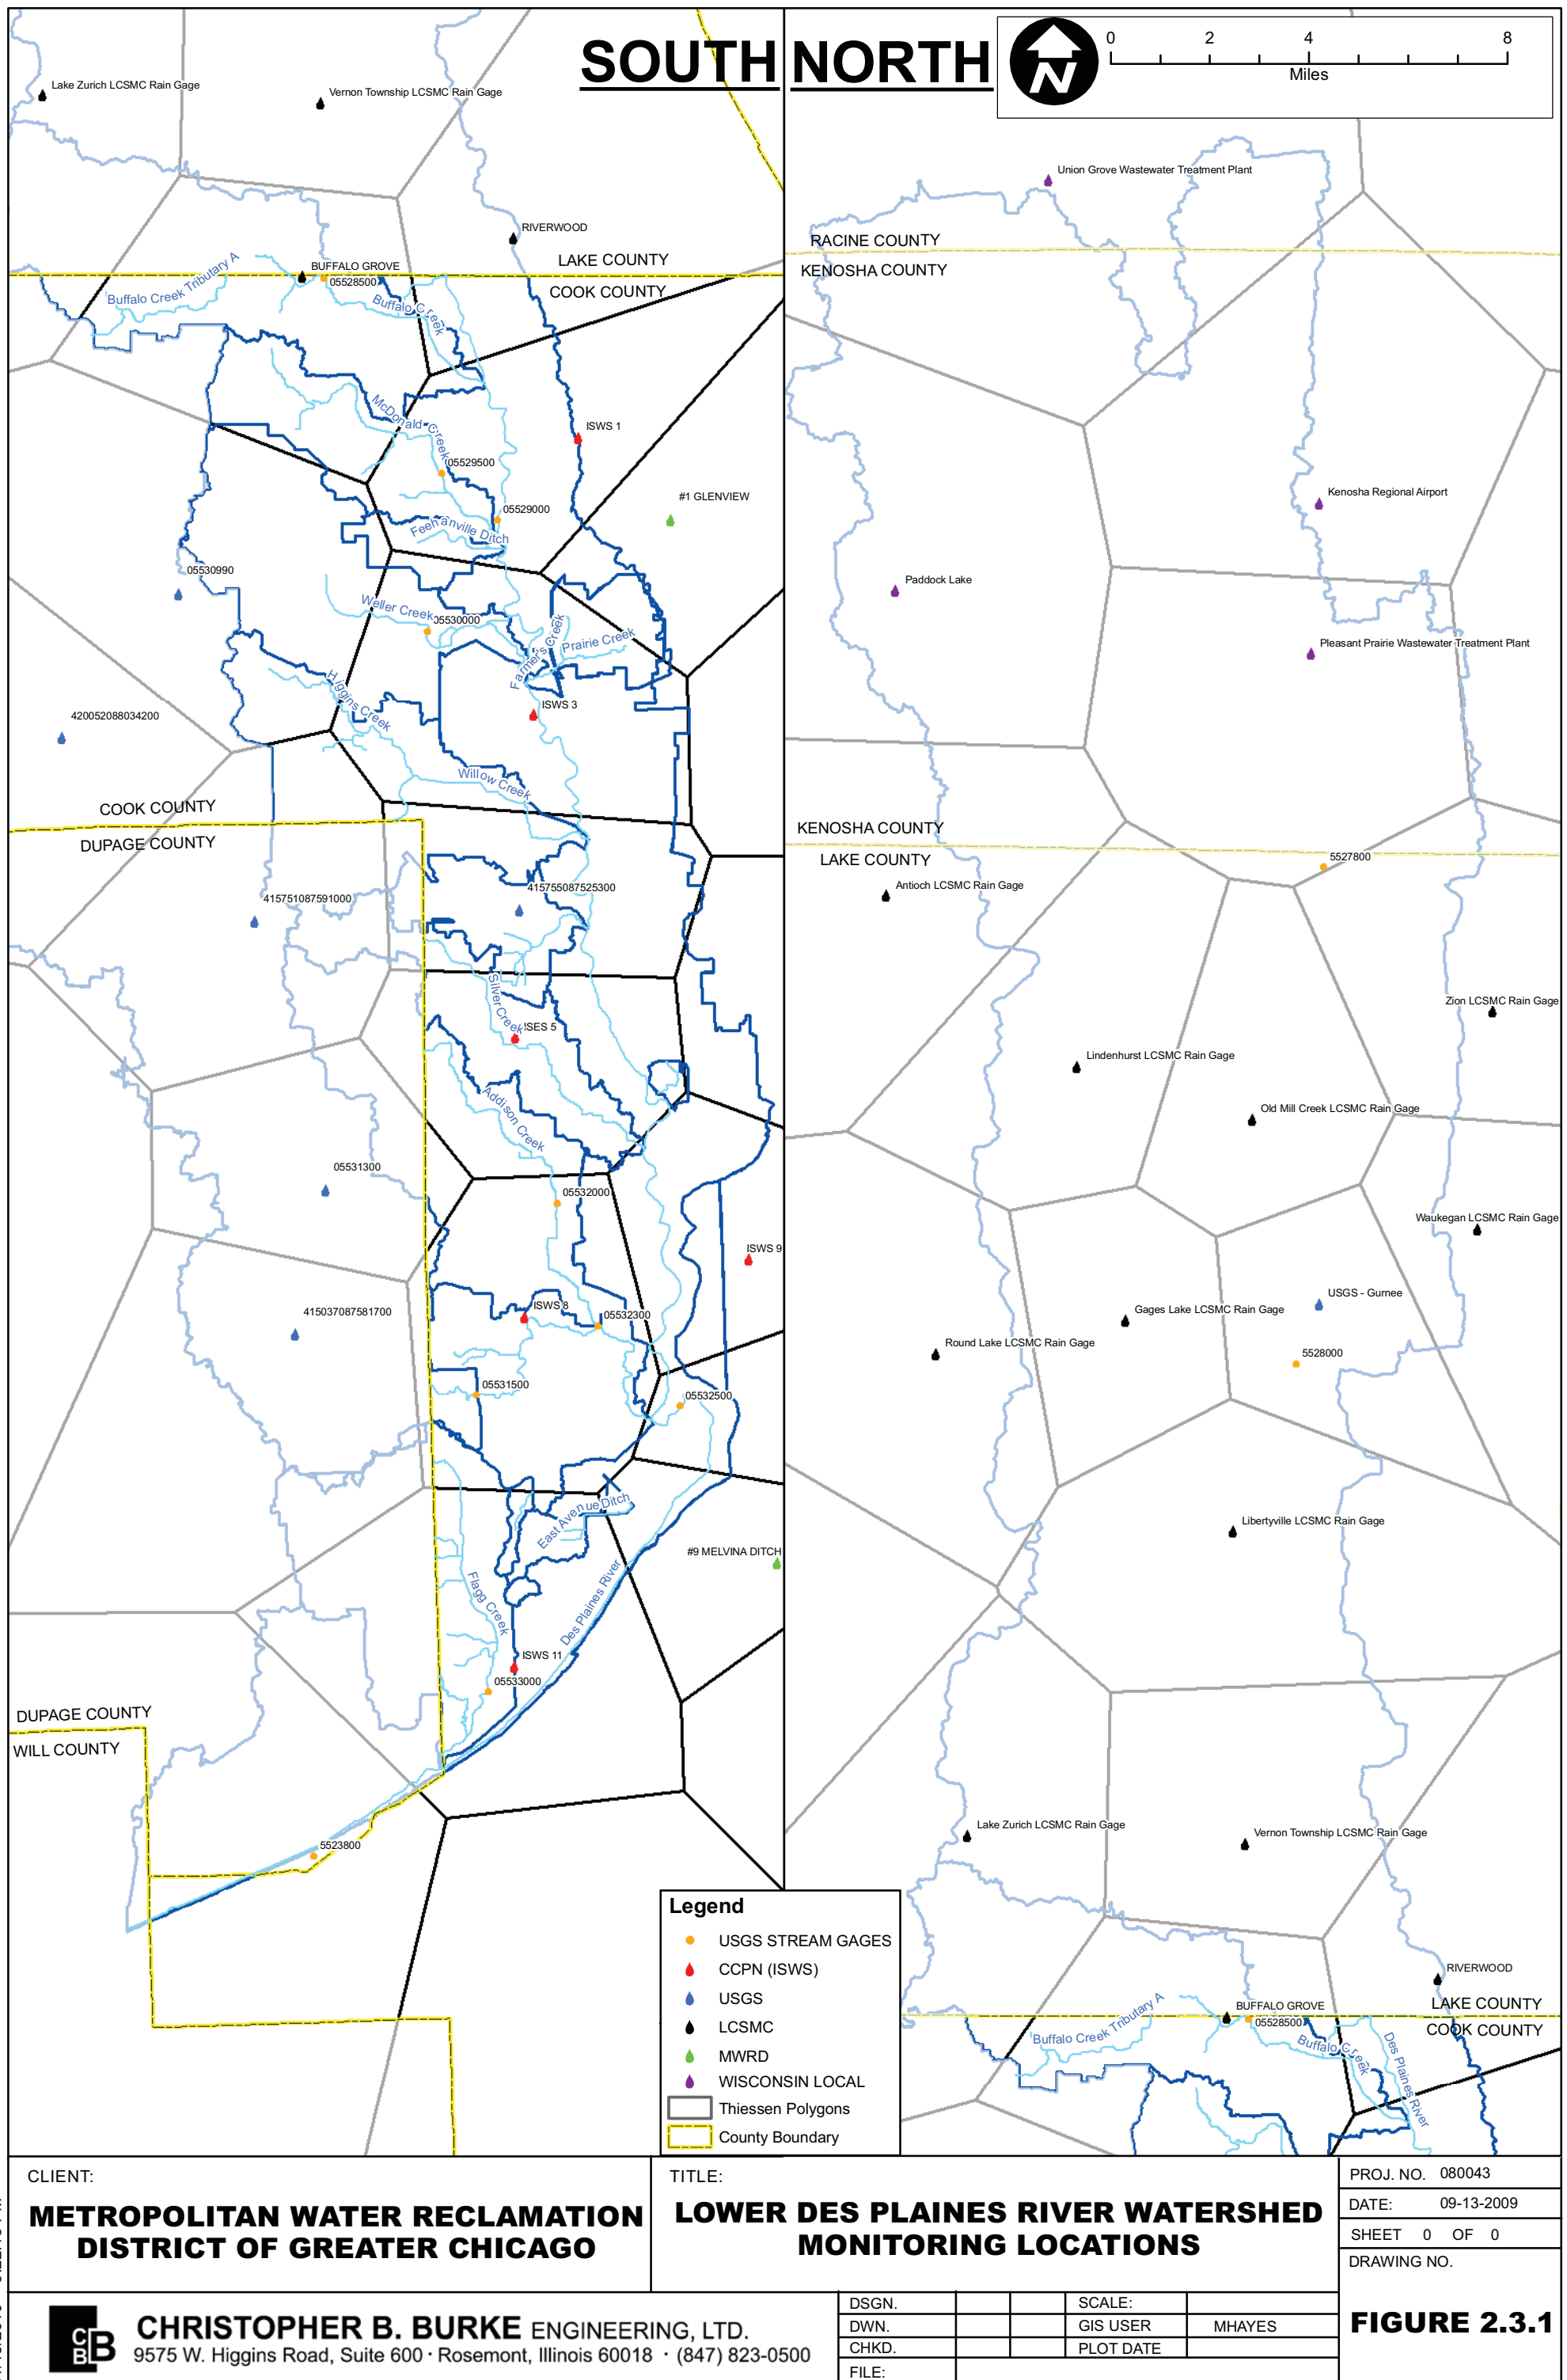 SOUTH
NORTH
0 2 4 8
Miles
N
Lake Zurich LCSMC Rain Gage
Vernon Township LCSMC Rain Gage
RIVERWOOD
LAKE COUNTY
COOK COUNTY
BUFFALO GROVE
05528500
Buffalo Creek Tributary A
Buffalo Creek
McDonald Creek
ISWS 1
05529500
#1 GLENVIEW
05529000
Feehanville Ditch
05530990
Weller Creek
05530000
Farmer's Creek
Prairie Creek
Higgins Creek
ISWS 3
420052088034200
Willow Creek
COOK COUNTY
DUPAGE COUNTY
415755087525300
415751087591000
Silver Creek
ISES 5
Addison Creek
05531300
05532000
ISWS 9
415037087581700
ISWS 8
05532300
05531500
05532500
East Avenue Ditch
#9 MELVINA DITCH
Flagg Creek
Des Plaines River
ISWS 11
05533000
DUPAGE COUNTY
WILL COUNTY
5523800
Union Grove Wastewater Treatment Plant
RACINE COUNTY
KENOSHA COUNTY
Kenosha Regional Airport
Paddock Lake
Pleasant Prairie Wastewater Treatment Plant
KENOSHA COUNTY
LAKE COUNTY
5527800
Antioch LCSMC Rain Gage
Zion LCSMC Rain Gage
Lindenhurst LCSMC Rain Gage
Old Mill Creek LCSMC Rain Gage
Waukegan LCSMC Rain Gage
USGS - Gurnee
Gages Lake LCSMC Rain Gage
Round Lake LCSMC Rain Gage
5528000
Libertyville LCSMC Rain Gage
Lake Zurich LCSMC Rain Gage
Vernon Township LCSMC Rain Gage
RIVERWOOD
LAKE COUNTY
COOK COUNTY
BUFFALO GROVE
05528500
Buffalo Creek Tributary A
Buffalo Creek
Des Plaines River
Legend
USGS STREAM GAGES
CCPN (ISWS)
USGS
LCSMC
MWRD
WISCONSIN LOCAL
Thiessen Polygons
County Boundary
CLIENT:
METROPOLITAN WATER RECLAMATION
DISTRICT OF GREATER CHICAGO
TITLE:
LOWER DES PLAINES RIVER WATERSHED
MONITORING LOCATIONS
PROJ. NO. 080043
DATE: 09-13-2009
SHEET 0 OF 0
DRAWING NO.
FIGURE 2.3.1
CBB
CHRISTOPHER B. BURKE ENGINEERING, LTD.
9575 W. Higgins Road, Suite 600 · Rosemont, Illinois 60018 · (847) 823-0500
DSGN. SCALE:
DWN. GIS USER MHAYES
CHKD. PLOT DATE
FILE: